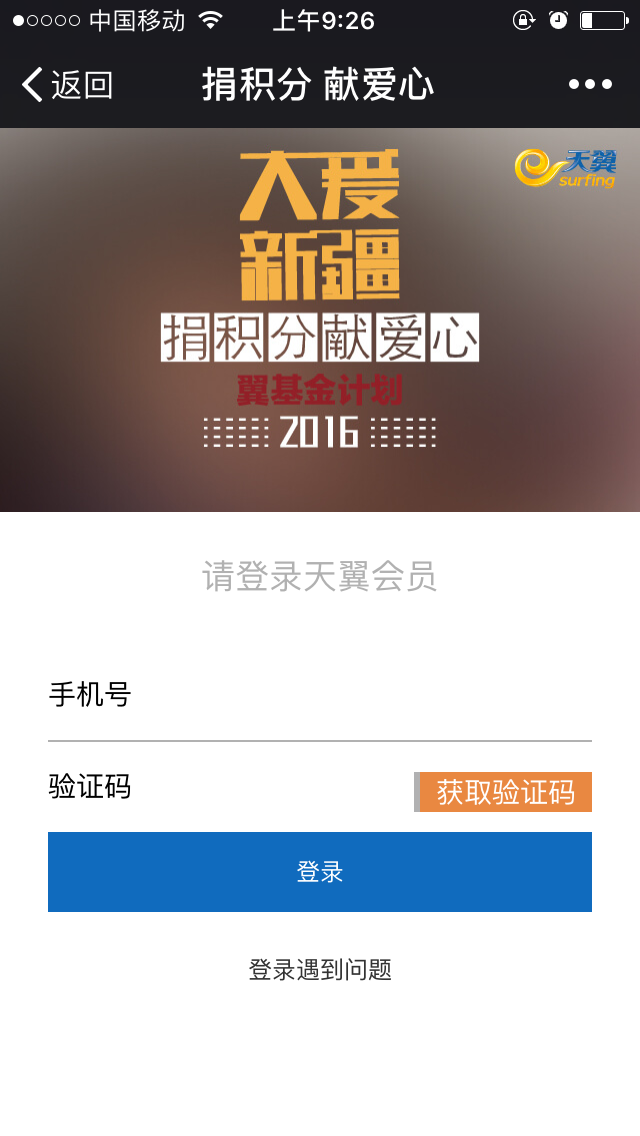 中国移动 上午9:26
返回 捐积分 献爱心
天翼
surfing
大爱
新疆
捐积分献爱心
翼基金计划
2016
请登录天翼会员
手机号
验证码 获取验证码
登录
登录遇到问题